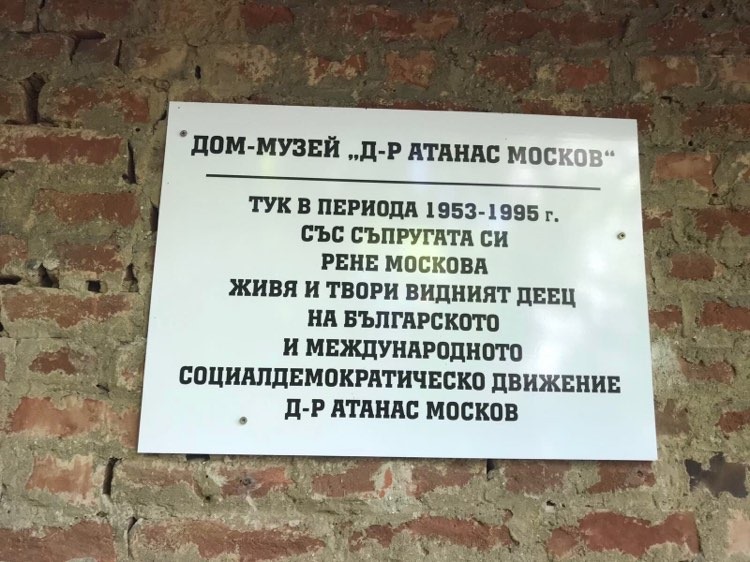 ДОМ-МУЗЕЙ „Д-Р АТАНАС МОСКОВ“
ТУК В ПЕРИОДА 1953-1995 г.
СЪС СЪПРУГАТА СИ
РЕНЕ МОСКОВА
ЖИВЯ И ТВОРИ ВИДНИЯТ ДЕЕЦ
НА БЪЛГАРСКОТО
И МЕЖДУНАРОДНОТО
СОЦИАЛДЕМОКРАТИЧЕСКО ДВИЖЕНИЕ
Д-Р АТАНАС МОСКОВ